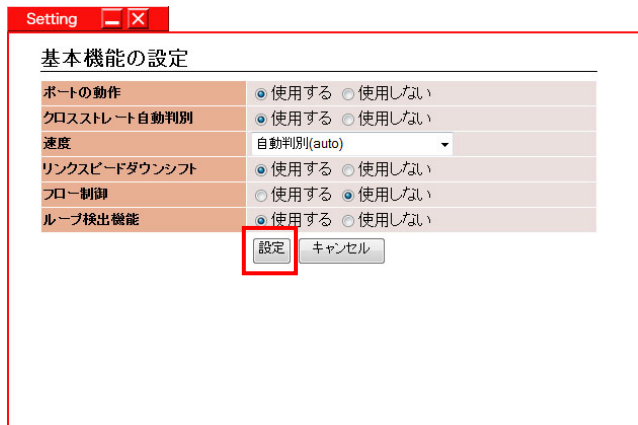 Setting
基本機能の設定
ポートの動作 使用する 使用しない
クロスストレート自動判別 使用する 使用しない
速度 自動判別(auto)
リンクスピードダウンシフト 使用する 使用しない
フロー制御 使用する 使用しない
ループ検出機能 使用する 使用しない
設定 キャンセル